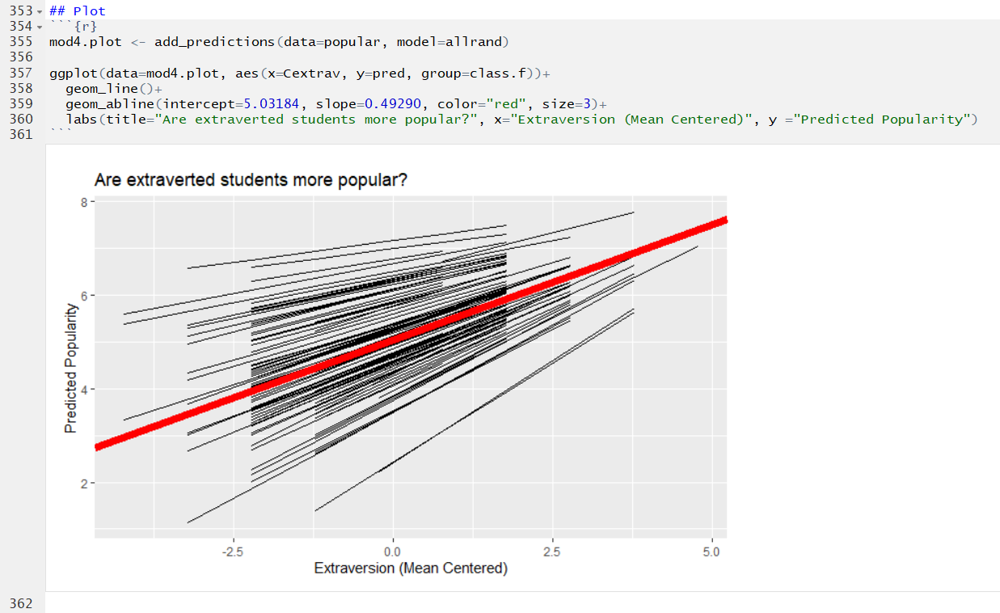 353 ## Plot
354 ```{r}
355 mod4.plot <- add_predictions(data=popular, model=allrand)
356
357 ggplot(data=mod4.plot, aes(x=Cextrav, y=pred, group=class.f))+
358   geom_line()+
359   geom_abline(intercept=5.03184, slope=0.49290, color="red", size=3)+
360   labs(title="Are extraverted students more popular?", x="Extraversion (Mean Centered)", y ="Predicted Popularity")
361 ```
Are extraverted students more popular?
8
6
4
2
Predicted Popularity
-2.5 0.0 2.5 5.0
Extraversion (Mean Centered)
362